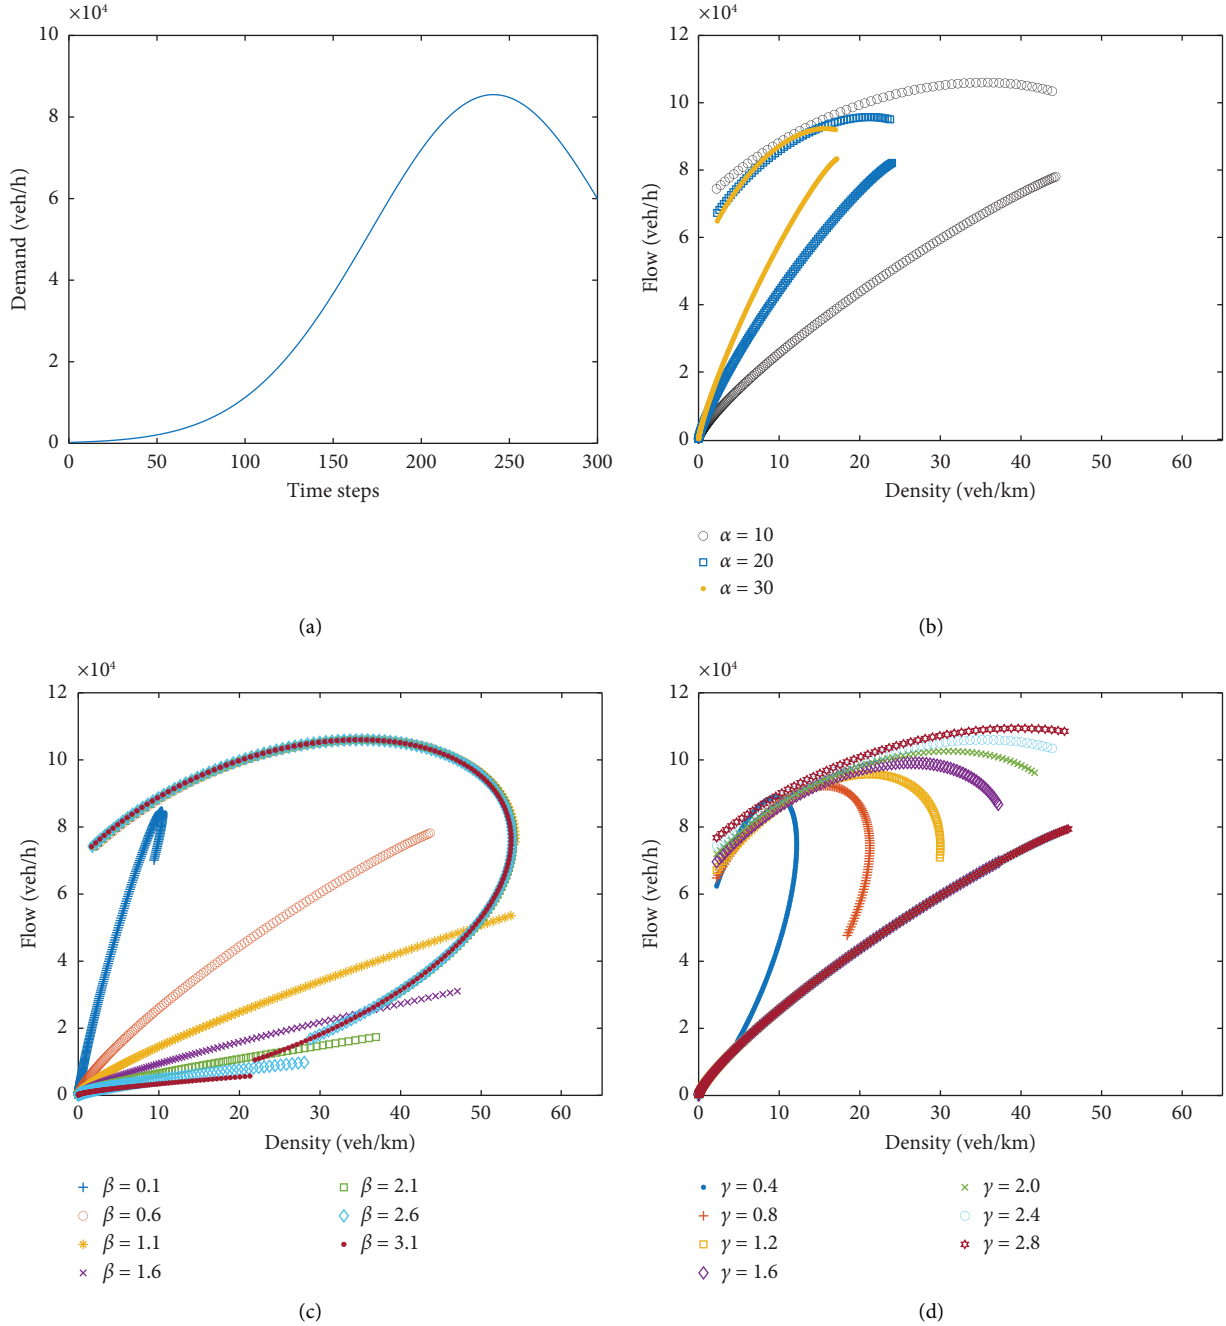 ×10⁴
10
8
6
4
2
0
Demand (veh/h)
0 50 100 150 200 250 300
Time steps
(a)
×10⁴
12
10
8
6
4
2
0
Flow (veh/h)
0 10 20 30 40 50 60
Density (veh/km)
α = 10
α = 20
α = 30
(b)
×10⁴
12
10
8
6
4
2
0
Flow (veh/h)
0 10 20 30 40 50 60
Density (veh/km)
β = 0.1
β = 0.6
β = 1.1
β = 1.6
β = 2.1
β = 2.6
β = 3.1
(c)
×10⁴
12
10
8
6
4
2
0
Flow (veh/h)
0 10 20 30 40 50 60
Density (veh/km)
γ = 0.4
γ = 0.8
γ = 1.2
γ = 1.6
γ = 2.0
γ = 2.4
γ = 2.8
(d)